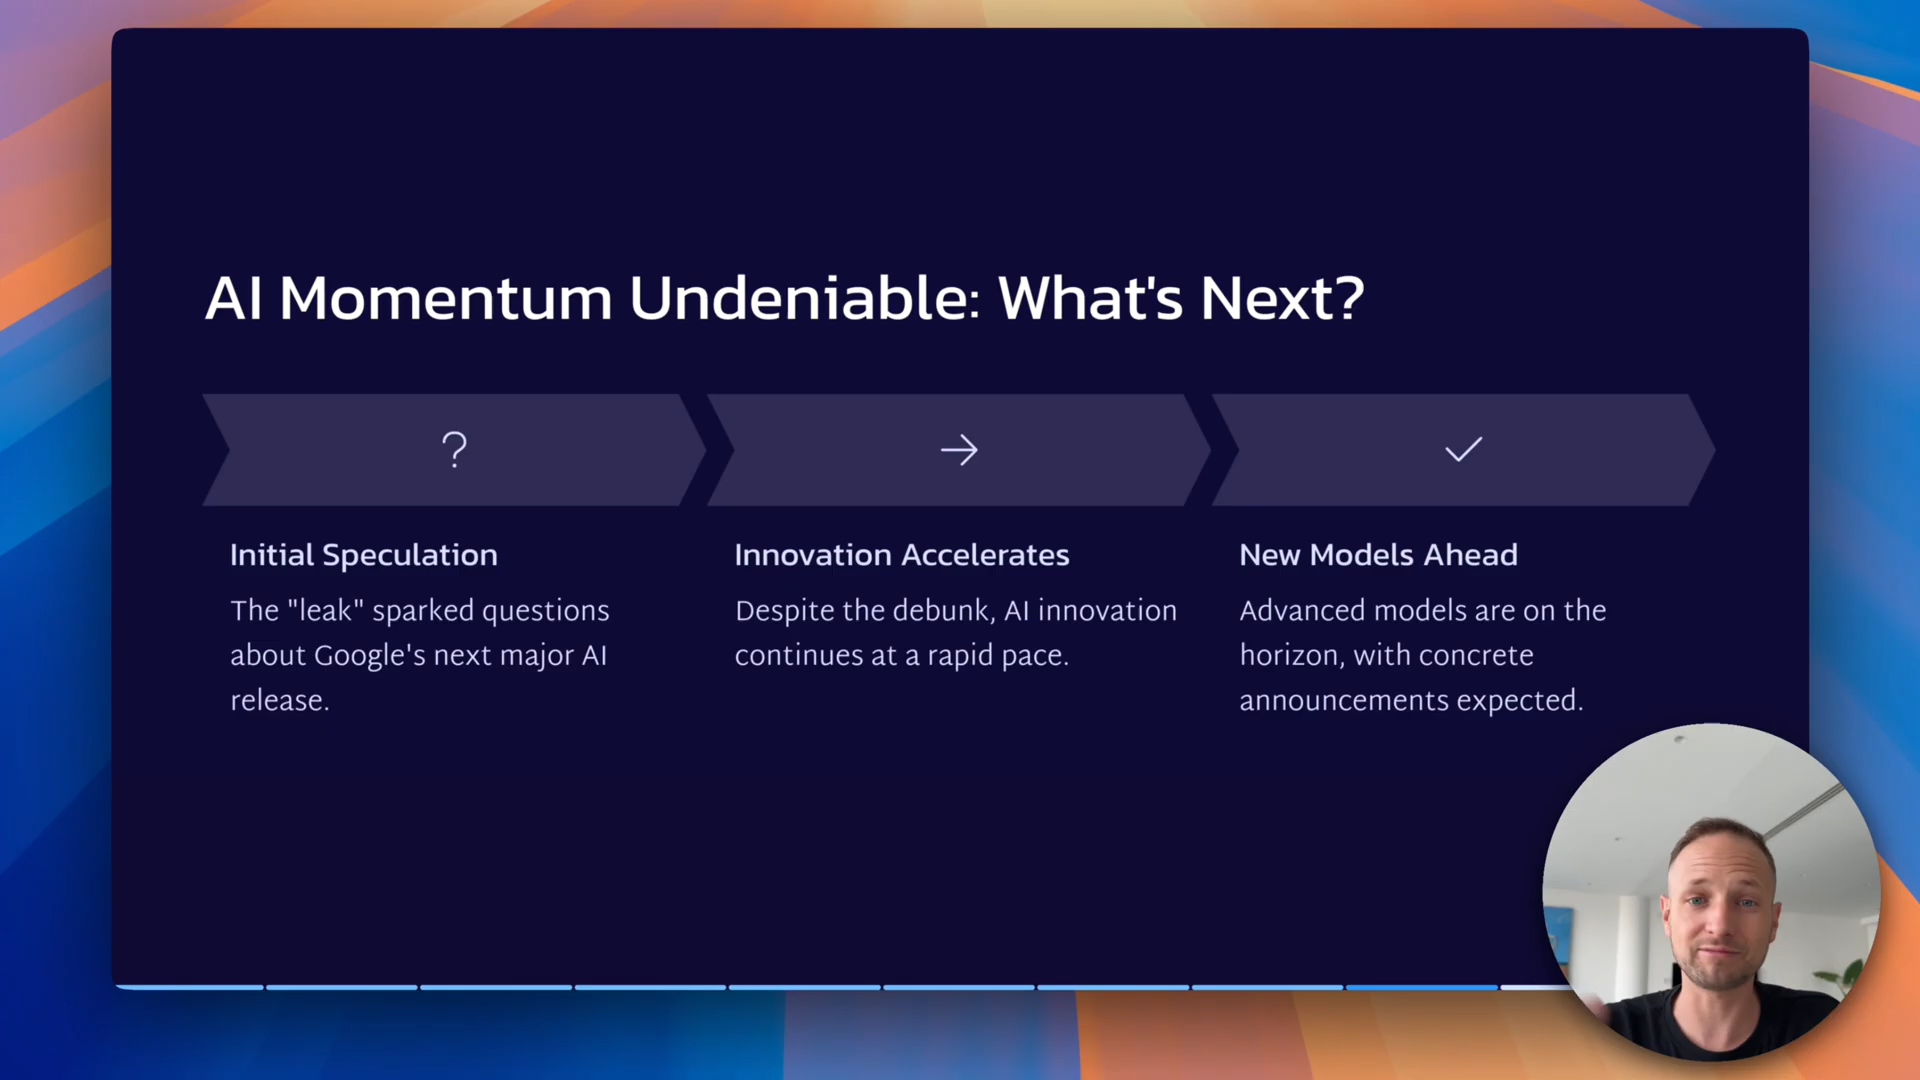 AI Momentum Undeniable: What's Next?
Initial Speculation
The "leak" sparked questions
about Google's next major AI
release.
Innovation Accelerates
Despite the debunk, AI innovation
continues at a rapid pace.
New Models Ahead
Advanced models are on the
horizon, with concrete
announcements expected.